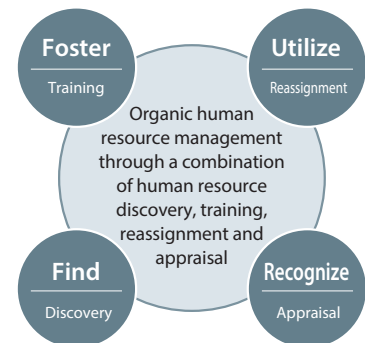 Foster
Training
Utilize
Reassignment
Organic human
resource management
through a combination
of human resource
discovery, training,
reassignment and
appraisal
Find
Discovery
Recognize
Appraisal